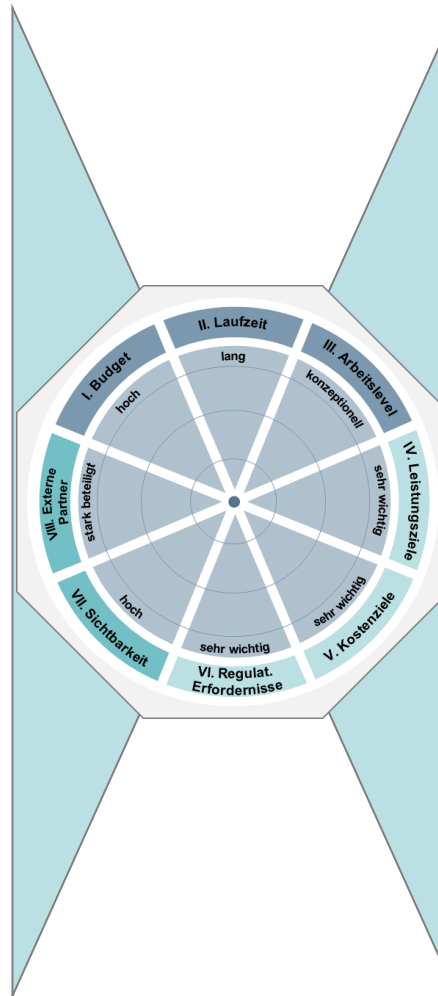 I. Budget
hoch
II. Laufzeit
lang
III. Arbeitslevel
konzeptionell
IV. Leistungsziele
sehr wichtig
V. Kostenziele
sehr wichtig
VI. Regulat.
Erfordernisse
sehr wichtig
VII. Sichtbarkeit
hoch
VIII. Externe
Partner
stark beteiligt